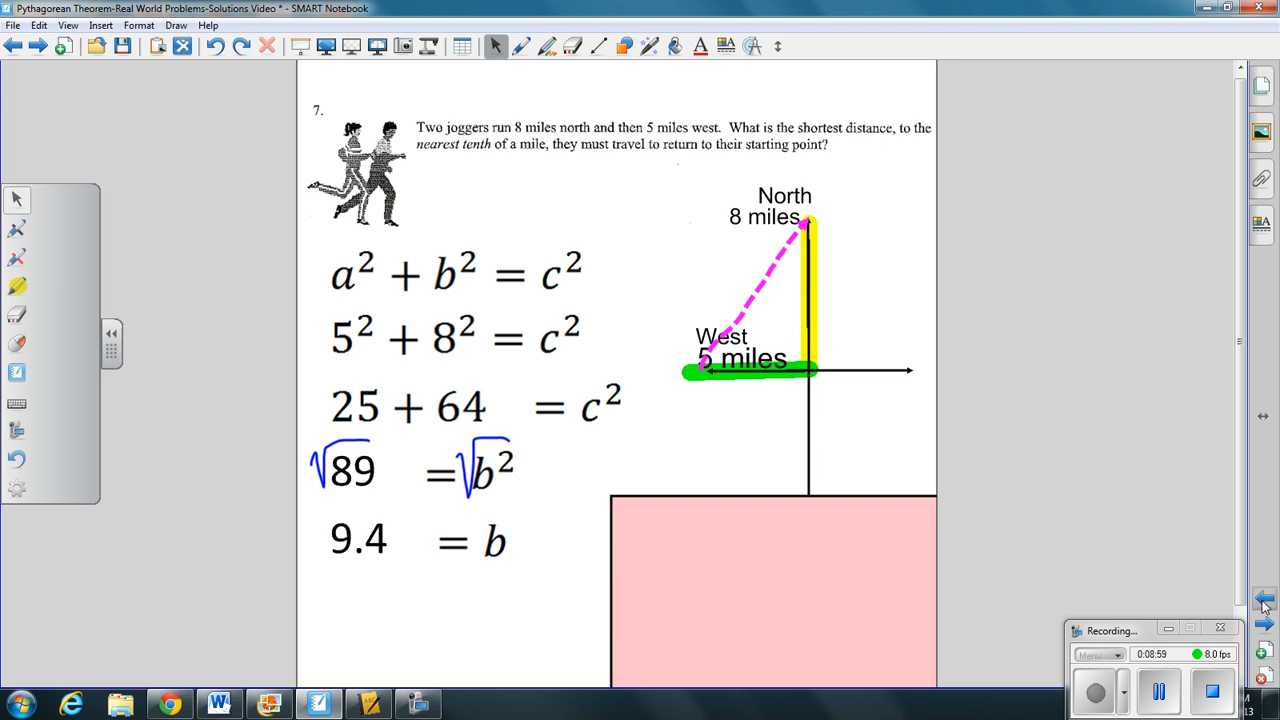 Pythagorean Theorem-Real World Problems-Solutions Video * - SMART Notebook
File Edit View Insert Format Draw Help
7.
Two joggers run 8 miles north and then 5 miles west. What is the shortest distance, to the
nearest tenth of a mile, they must travel to return to their starting point?
North
8 miles
West
5 miles
a² + b² = c²
5² + 8² = c²
25 + 64 = c²
√89 = √b²
9.4 = b
Recording...
Menu
0:08:59
8.0 fps
M
13